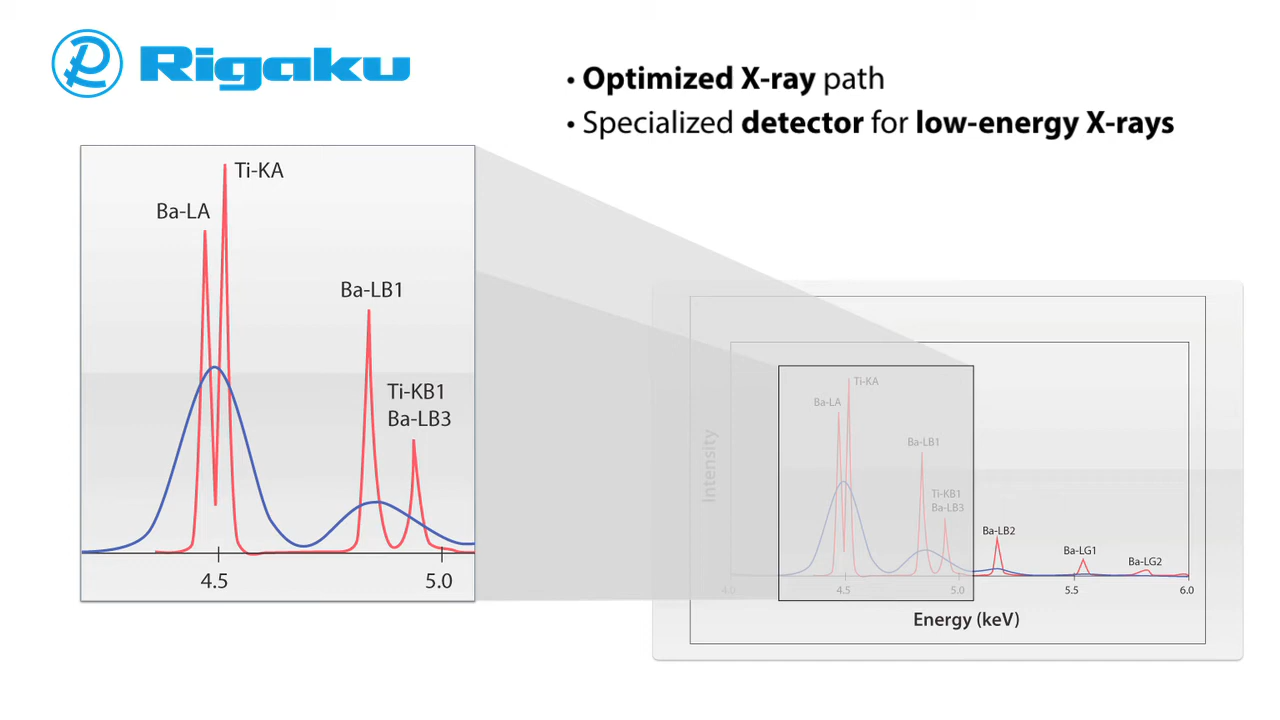 Rigaku
• Optimized X-ray path
• Specialized detector for low-energy X-rays
Ti-KA
Ba-LA
Ba-LB1
Ti-KB1
Ba-LB3
4.5
5.0
Intensity
Ti-KA
Ba-LA
Ba-LB1
Ti-KB1
Ba-LB3
Ba-LB2
Ba-LG1
Ba-LG2
4.0
4.5
5.0
5.5
6.0
Energy (keV)